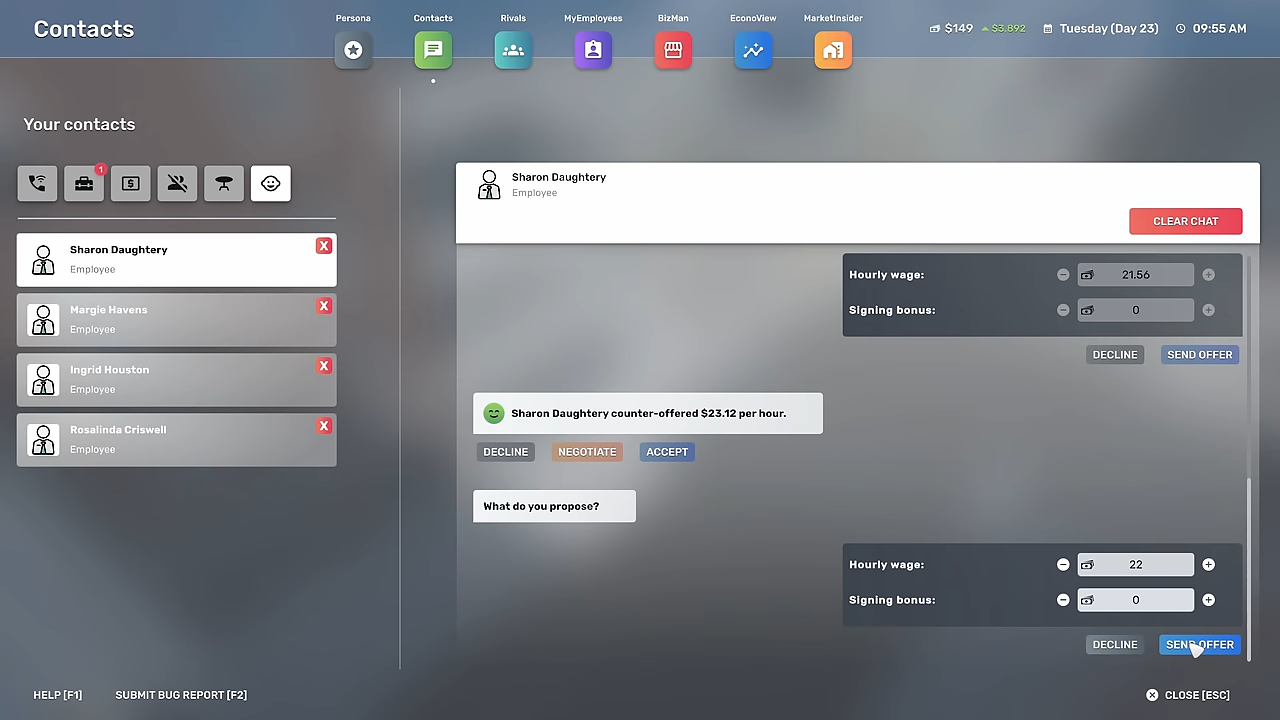 Contacts
Persona
Contacts
Rivals
MyEmployees
BizMan
EconoView
MarketInsider
$149
$3,892
Tuesday (Day 23)
09:55 AM
Your contacts
1
Sharon Daughtery
Employee
X
Margie Havens
Employee
X
Ingrid Houston
Employee
X
Rosalinda Criswell
Employee
X
Sharon Daughtery
Employee
CLEAR CHAT
Hourly wage:
21.56
Signing bonus:
0
DECLINE
SEND OFFER
Sharon Daughtery counter-offered $23.12 per hour.
DECLINE
NEGOTIATE
ACCEPT
What do you propose?
Hourly wage:
22
Signing bonus:
0
DECLINE
SEND OFFER
HELP [F1]
SUBMIT BUG REPORT [F2]
CLOSE [ESC]